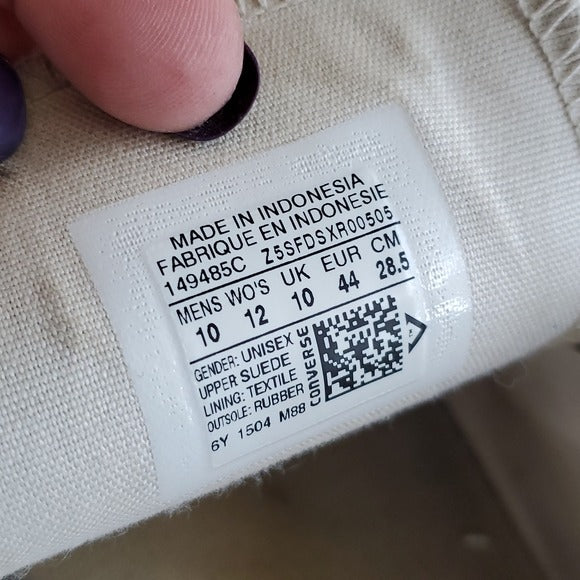 MADE IN INDONESIA
FABRIQUE EN INDONESIE
149485C Z5SFDSXR00505
MENS WO'S UK EUR CM
10 12 10 44 28.5
GENDER: UNISEX
UPPER SUEDE
LINING: TEXTILE
OUTSOLE: RUBBER
6Y 1504 M88
CONVERSE